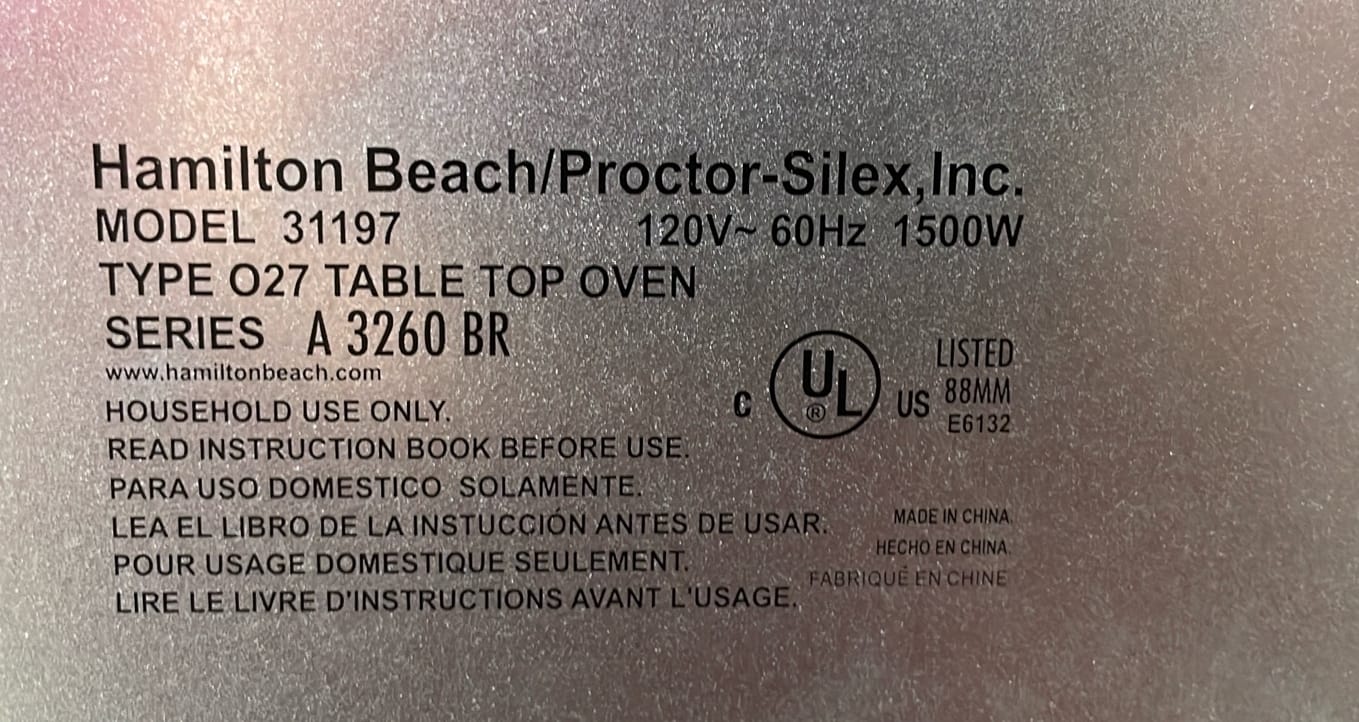 Hamilton Beach/Proctor-Silex,Inc.
MODEL 31197 120V~ 60Hz 1500W
TYPE O27 TABLE TOP OVEN
SERIES A 3260 BR
www.hamiltonbeach.com
HOUSEHOLD USE ONLY.
READ INSTRUCTION BOOK BEFORE USE.
PARA USO DOMESTICO SOLAMENTE.
LEA EL LIBRO DE LA INSTUCCIÓN ANTES DE USAR.
POUR USAGE DOMESTIQUE SEULEMENT.
LIRE LE LIVRE D'INSTRUCTIONS AVANT L'USAGE.
C UL ® US
LISTED
88MM
E6132
MADE IN CHINA.
HECHO EN CHINA.
FABRIQUÉ EN CHINE